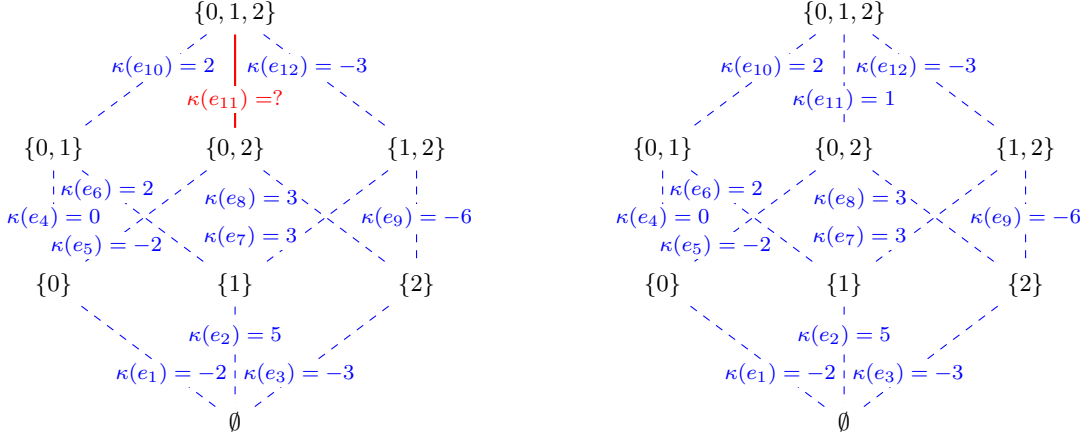 {0, 1, 2} {0, 1, 2}
κ(e₁₀) = 2 κ(e₁₂) = −3 κ(e₁₀) = 2 κ(e₁₂) = −3
κ(e₁₁) =? κ(e₁₁) = 1
{0, 1} {0, 2} {1, 2} {0, 1} {0, 2} {1, 2}
κ(e₆) = 2 κ(e₈) = 3 κ(e₆) = 2 κ(e₈) = 3
κ(e₄) = 0 κ(e₉) = −6 κ(e₄) = 0 κ(e₉) = −6
κ(e₅) = −2 κ(e₇) = 3 κ(e₅) = −2 κ(e₇) = 3
{0} {1} {2} {0} {1} {2}
κ(e₂) = 5 κ(e₂) = 5
κ(e₁) = −2 κ(e₃) = −3 κ(e₁) = −2 κ(e₃) = −3
∅ ∅